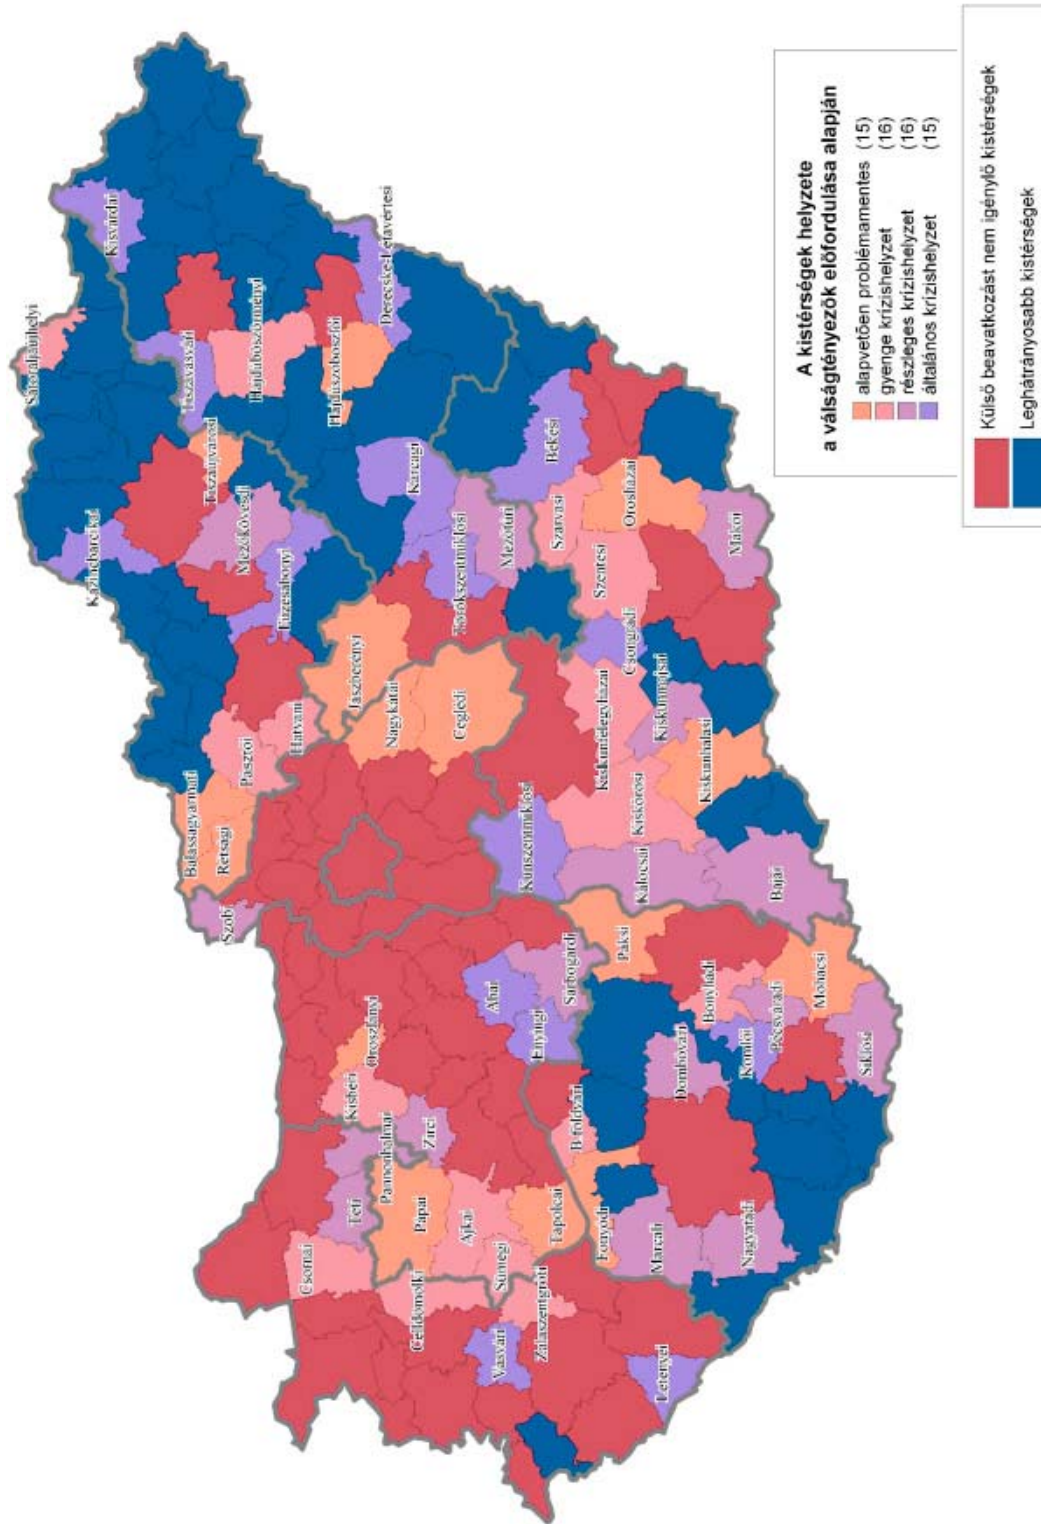 Sátoraljaújhelyi
Kisvárdai
Kazincbarcikai
Tiszavasvári
Hajdúböszörményi
Derecske-Létavértesi
Hajdúszoboszlói
Tiszaújvárosi
Mezőkövesdi
Füzesabonyi
Balassagyarmati
Rétsági
Pásztói
Hatvani
Szobi
Jászberényi
Nagykátai
Ceglédi
Karcagi
Törökszentmiklósi
Mezőtúri
Békési
Szarvasi
Orosházai
Szentesi
Makói
Csongrádi
Kiskunfélegyházai
Kiskunmajsai
Kiskunhalasi
Kiskőrösi
Kunszentmiklósi
Kalocsai
Bajai
Oroszlányi
Kisbéri
Pannonhalmai
Zirci
Téti
Csornai
Pápai
Ajkai
Sümegi
Celldömölki
Vasvári
Zalaszentgróti
Tapolcai
Letenyei
Abai
Enyingi
Sárbogárdi
Paksi
B.földvári
Fonyódi
Marcali
Nagyatádi
Dombóvári
Bonyhádi
Komlói
Pécsváradi
Mohácsi
Siklósi
A kistérségek helyzete
a válságtényezők előfordulása alapján
alapvetően problémamentes (15)
gyenge krízishelyzet (16)
részleges krízishelyzet (16)
általános krízishelyzet (15)
Külső beavatkozást nem igénylő kistérségek
Leghátrányosabb kistérségek